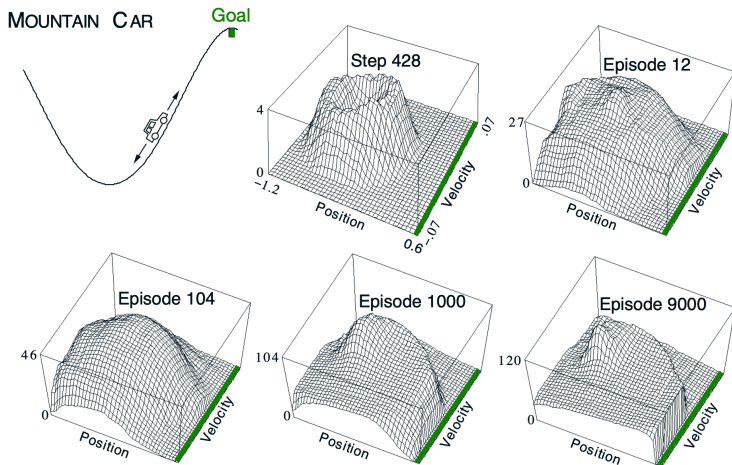 MOUNTAIN CAR
Goal
Step 428
4
0
-1.2
Position
0.6
-.07
Velocity
.07
Episode 12
27
0
Position
Velocity
Episode 104
46
0
Position
Velocity
Episode 1000
104
0
Position
Velocity
Episode 9000
120
0
Position
Velocity